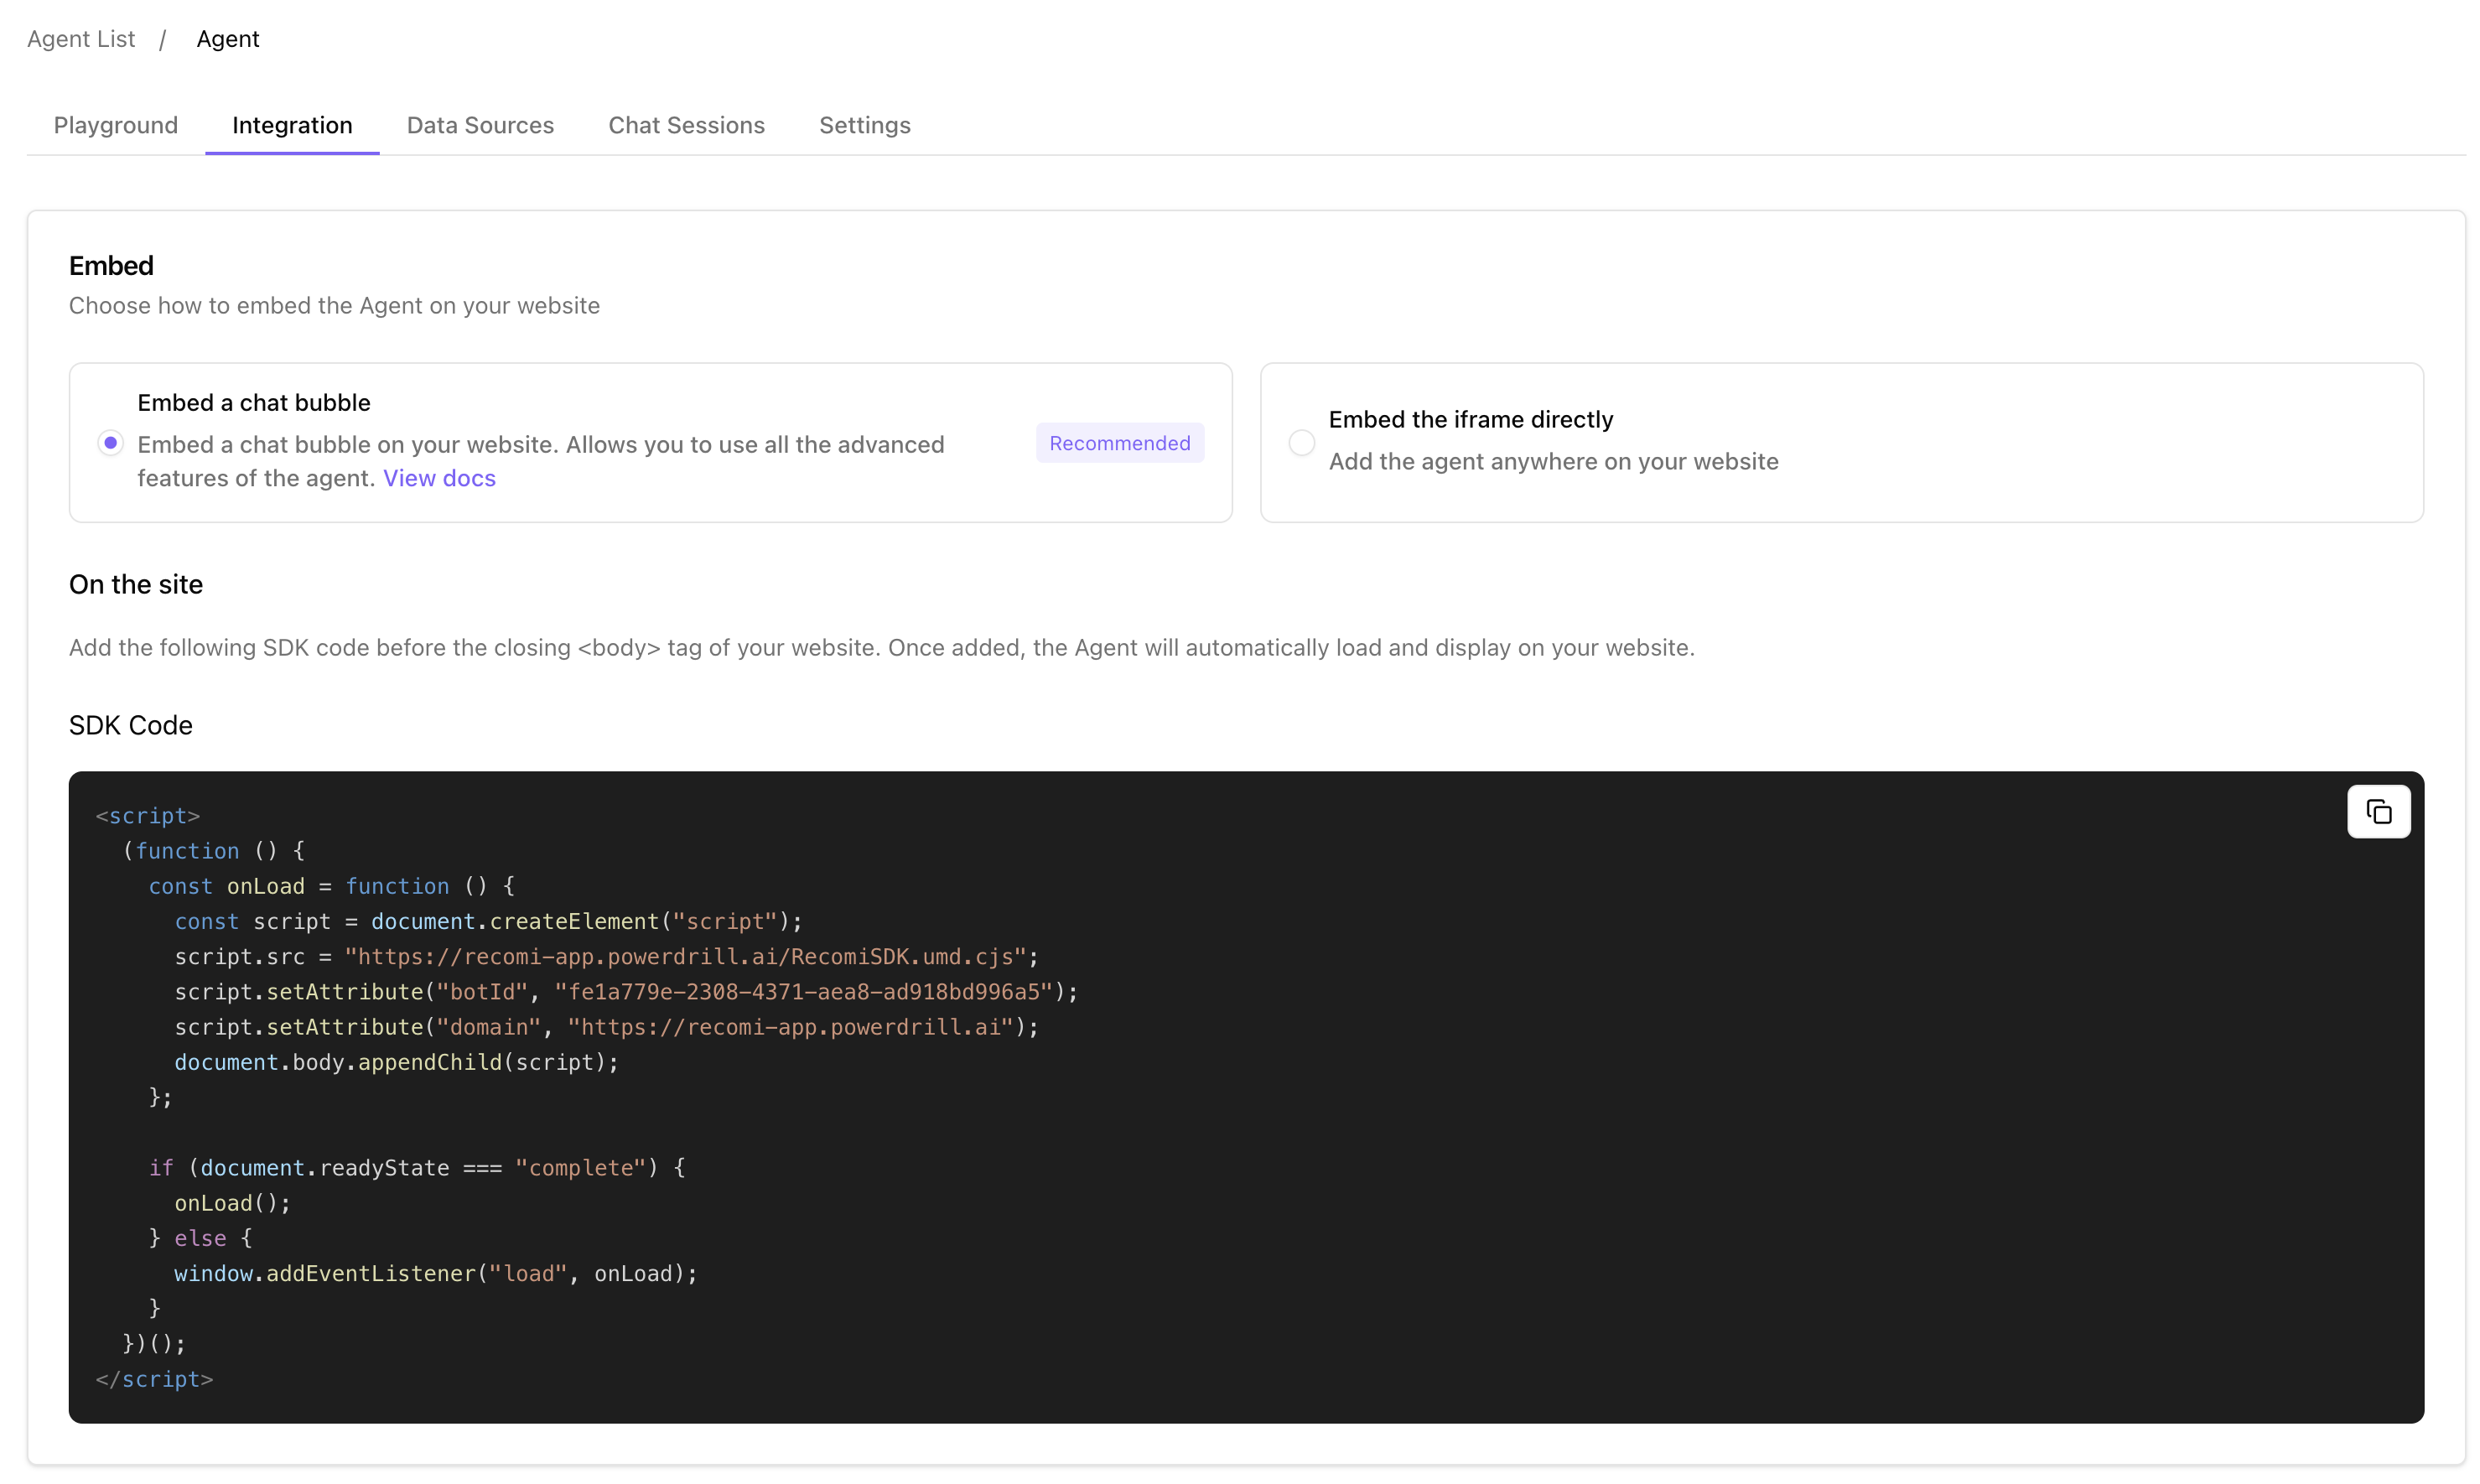 Agent List / Agent
Playground Integration Data Sources Chat Sessions Settings
Embed
Choose how to embed the Agent on your website
Embed a chat bubble
Embed a chat bubble on your website. Allows you to use all the advanced
features of the agent. View docs
Recommended
Embed the iframe directly
Add the agent anywhere on your website
On the site
Add the following SDK code before the closing <body> tag of your website. Once added, the Agent will automatically load and display on your website.
SDK Code
<script>
  (function () {
    const onLoad = function () {
      const script = document.createElement("script");
      script.src = "https://recomi-app.powerdrill.ai/RecomiSDK.umd.cjs";
      script.setAttribute("botId", "fe1a779e-2308-4371-aea8-ad918bd996a5");
      script.setAttribute("domain", "https://recomi-app.powerdrill.ai");
      document.body.appendChild(script);
    };

    if (document.readyState === "complete") {
      onLoad();
    } else {
      window.addEventListener("load", onLoad);
    }
  })();
</script>